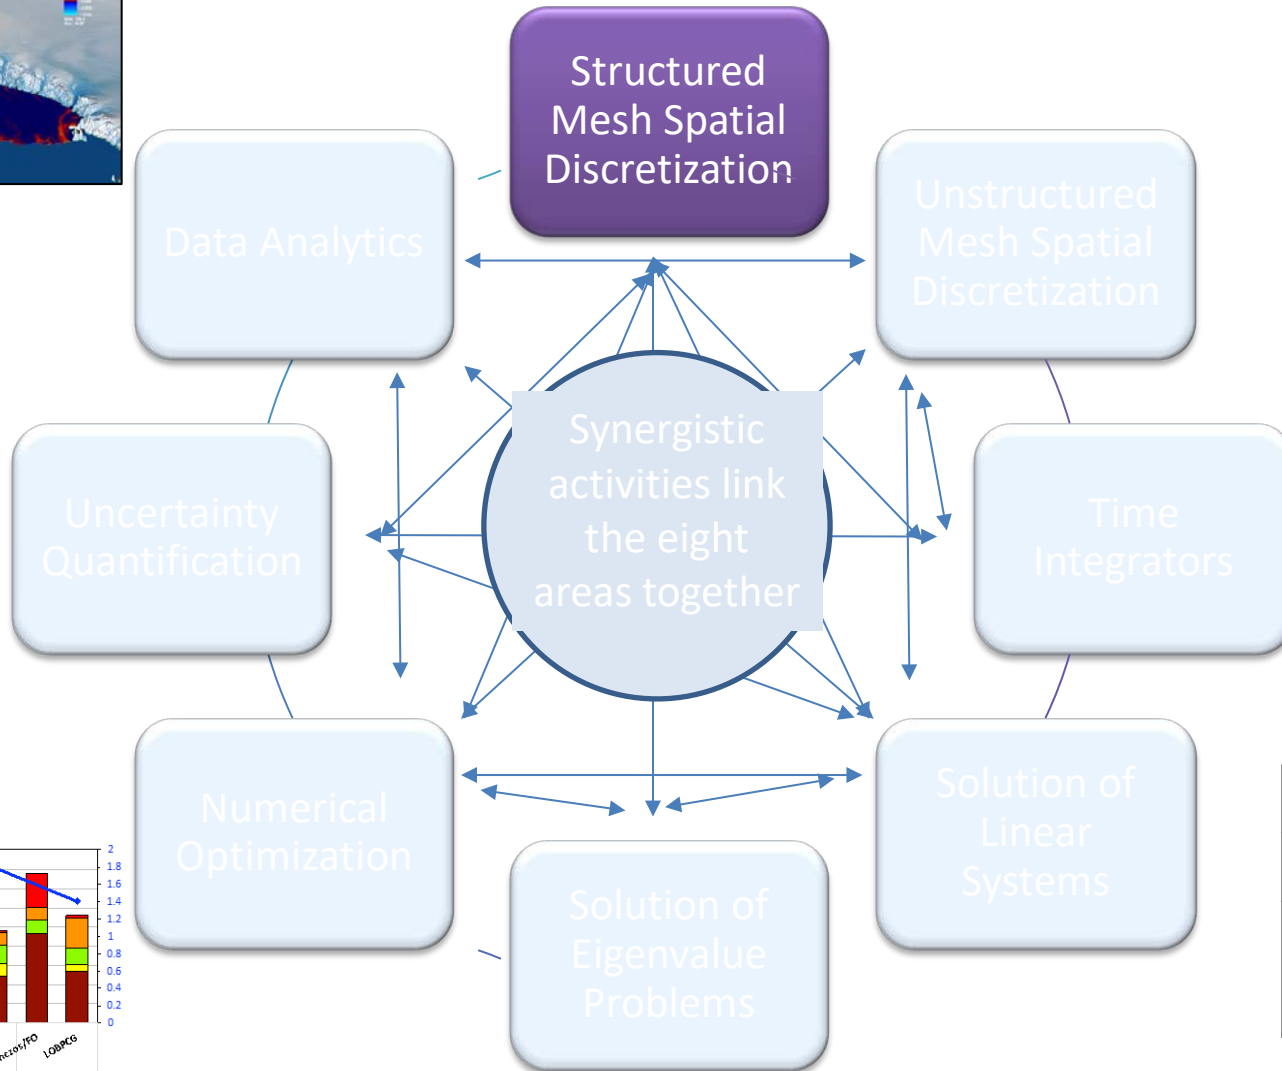 Structured
Mesh Spatial
Discretization
Data Analytics
Unstructured
Mesh Spatial
Discretization
Synergistic
activities link
the eight
areas together
Uncertainty
Quantification
Time
Integrators
Numerical
Optimization
Solution of
Linear
Systems
Solution of
Eigenvalue
Problems
2
1.8
1.6
1.4
1.2
1
0.8
0.6
0.4
0.2
0
LOBPCG